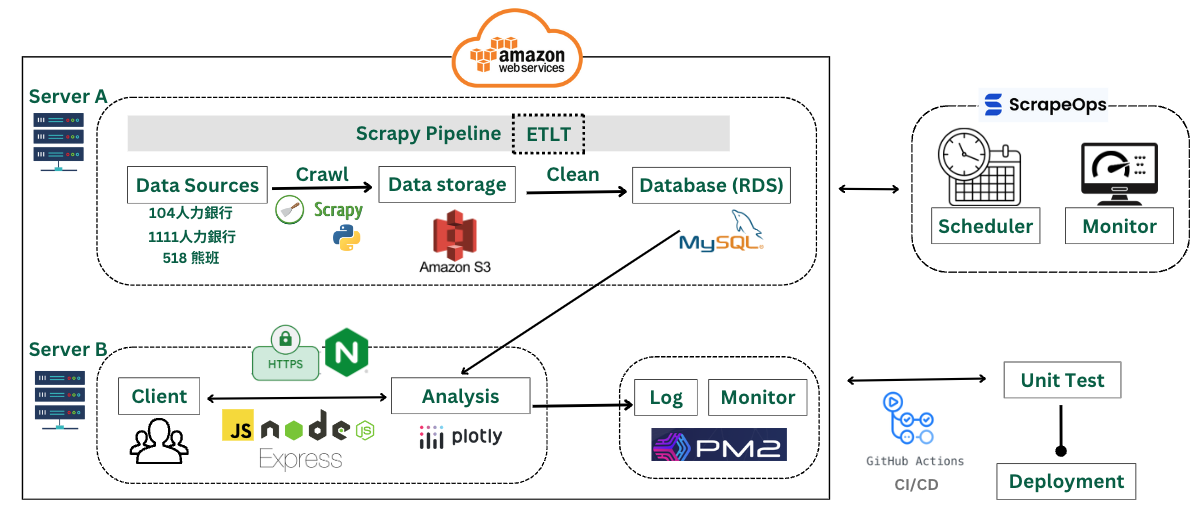 amazon
webservices
Server A
Scrapy Pipeline
ETLT
Data Sources
Crawl
Data storage
Clean
Database (RDS)
104人力銀行
1111人力銀行
518 熊班
Scrapy
Amazon S3
MySQL
ScrapeOps
Scheduler
Monitor
Server B
HTTPS
N
Client
Analysis
JS
node
JS
Express
plotly
Log
Monitor
PM2
GitHub Actions
CI/CD
Unit Test
Deployment